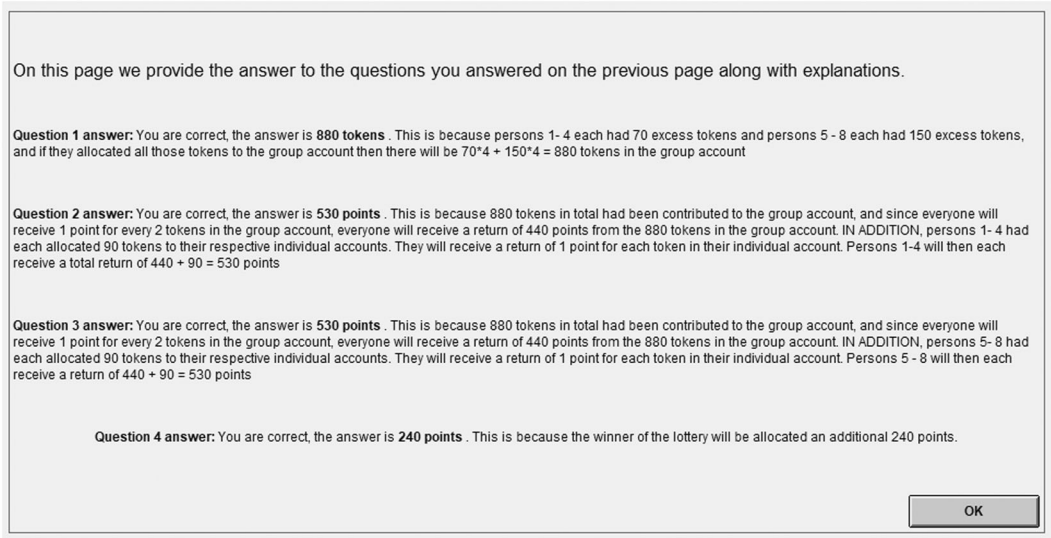 On this page we provide the answer to the questions you answered on the previous page along with explanations.
Question 1 answer: You are correct, the answer is 880 tokens . This is because persons 1- 4 each had 70 excess tokens and persons 5 - 8 each had 150 excess tokens,
and if they allocated all those tokens to the group account then there will be 70*4 + 150*4 = 880 tokens in the group account
Question 2 answer: You are correct, the answer is 530 points . This is because 880 tokens in total had been contributed to the group account, and since everyone will
receive 1 point for every 2 tokens in the group account, everyone will receive a return of 440 points from the 880 tokens in the group account. IN ADDITION, persons 1- 4 had
each allocated 90 tokens to their respective individual accounts. They will receive a return of 1 point for each token in their individual account. Persons 1-4 will then each
receive a total return of 440 + 90 = 530 points
Question 3 answer: You are correct, the answer is 530 points . This is because 880 tokens in total had been contributed to the group account, and since everyone will
receive 1 point for every 2 tokens in the group account, everyone will receive a return of 440 points from the 880 tokens in the group account. IN ADDITION, persons 5- 8 had
each allocated 90 tokens to their respective individual accounts. They will receive a return of 1 point for each token in their individual account. Persons 5 - 8 will then each
receive a return of 440 + 90 = 530 points
Question 4 answer: You are correct, the answer is 240 points . This is because the winner of the lottery will be allocated an additional 240 points.
OK